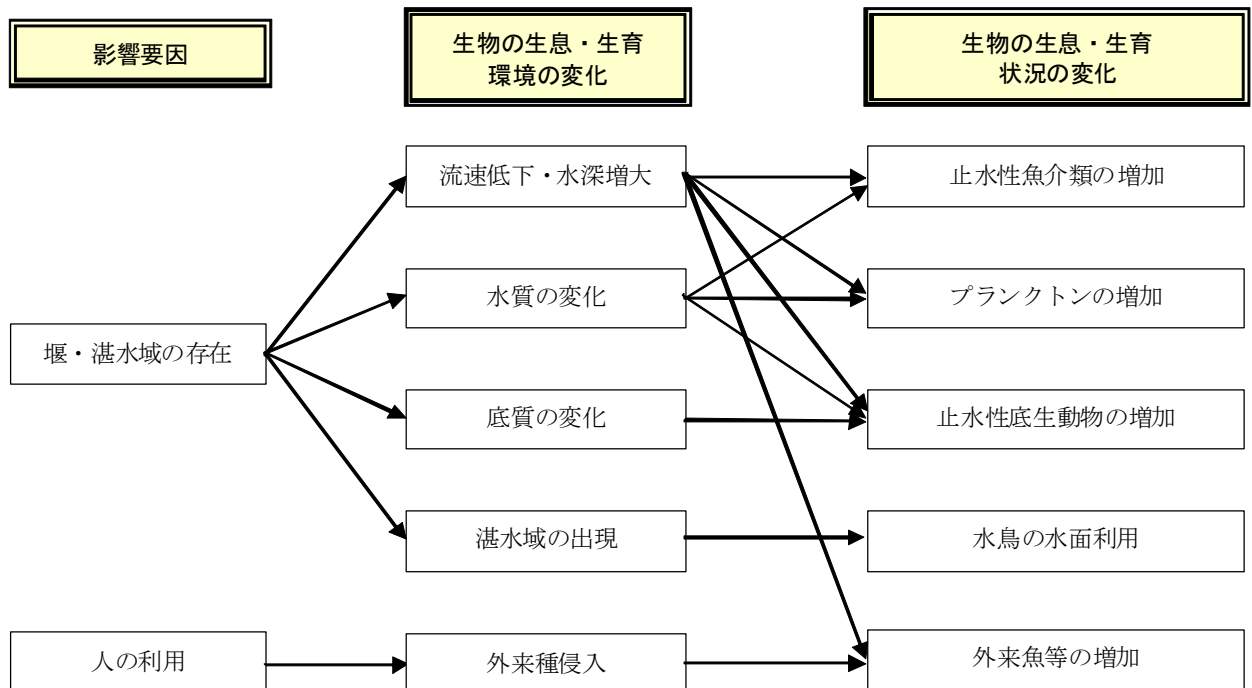 影響要因
生物の生息・生育
環境の変化
生物の生息・生育
状況の変化
堰・湛水域の存在
人の利用
流速低下・水深増大
水質の変化
底質の変化
湛水域の出現
外来種侵入
止水性魚介類の増加
プランクトンの増加
止水性底生動物の増加
水鳥の水面利用
外来魚等の増加